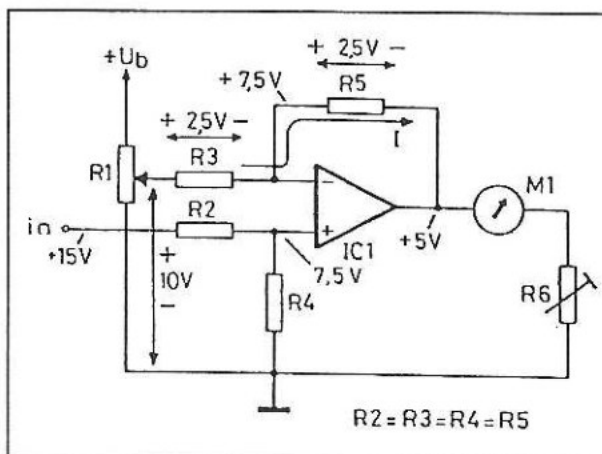 + 2,5V -
R5
+Ub
+7,5V
+ 2,5V -
R3
I
R1
−
M1
R2
in
+15V
+
IC1
+5V
+
10V
−
7,5V
R4
R6
R2 = R3 = R4 = R5